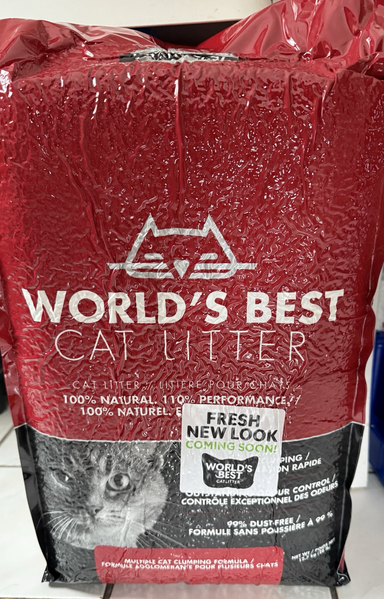 WORLD'S BEST
CAT LITTER
CAT LITTER / LITIÈRE POUR CHATS
100% NATURAL. 110% PERFORMANCE. /
100% NATUREL. E
FRESH
NEW LOOK
COMING SOON!
WORLD'S
BEST
CAT LITTER
RAPIDE
OUR CONTROL /
CONTRÔLE EXCEPTIONNEL DES ODEURS
99% DUST FREE /
FORMULE SANS POUSSIÈRE À 99 %
MULTIPLE CAT CLUMPING FORMULA /
FORMULE AGGLOMÉRANTE POUR PLUSIEURS CHATS